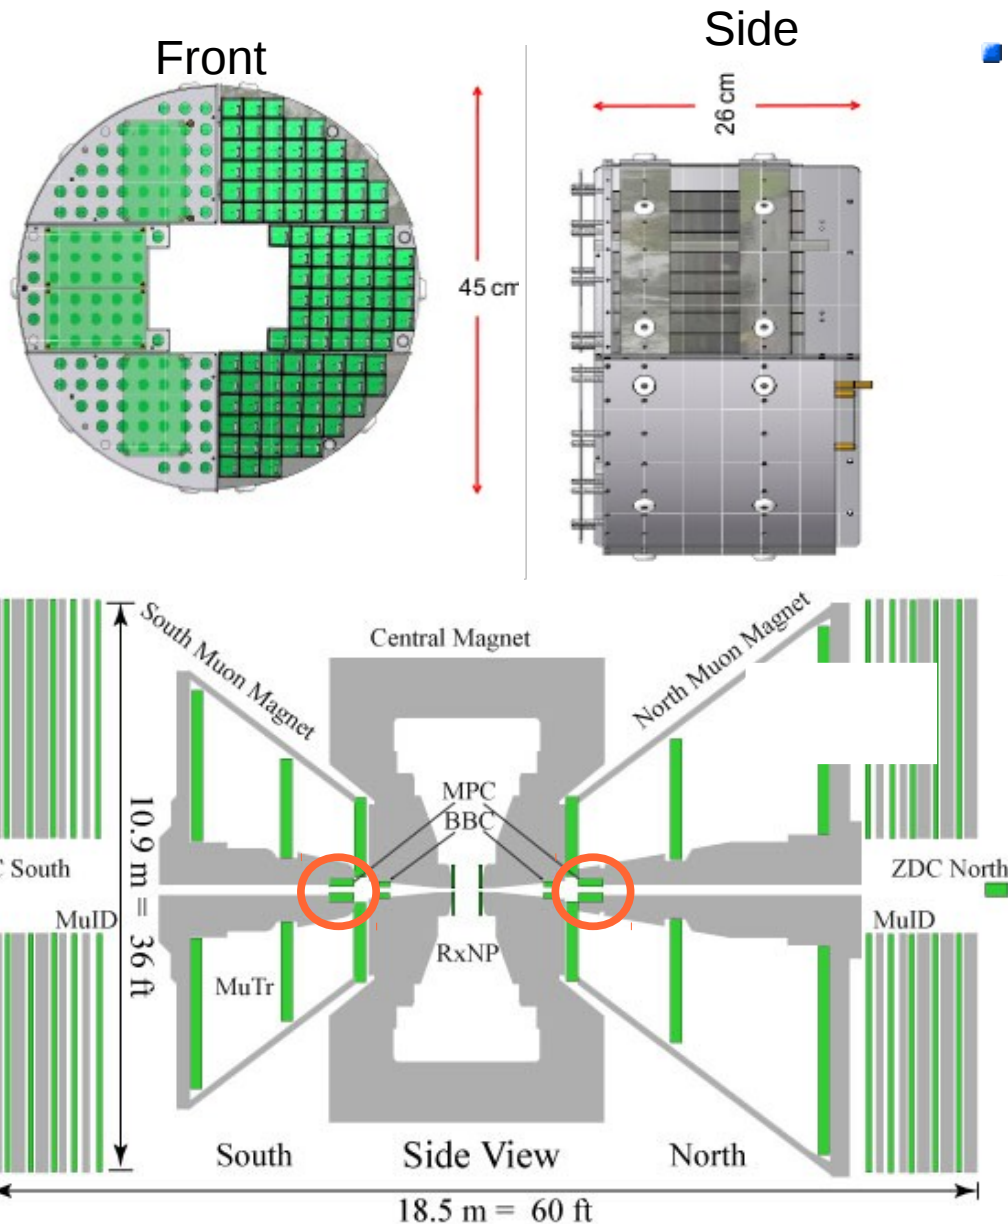 Front
Side
26 cm
45 cm
South Muon Magnet
Central Magnet
North Muon Magnet
MPC
BBC
10.9 m = 36 ft
C South
ZDC North
MuID
MuID
RxNP
MuTr
South
Side View
North
18.5 m = 60 ft